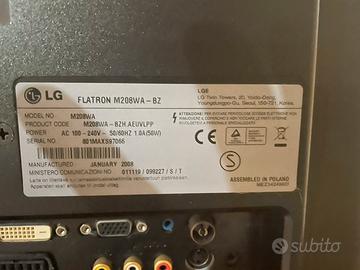 LG FLATRON M208WA-BZ
MODEL NO M208WA
PRODUCT CODE M208WA-BZH.AEUVLPP
POWER AC 100-240V~ 50/60HZ 1.0A(50W)
SERIAL NO 801MAXS97066
MANUFACTURED JANUARY 2008
MINISTERO COMUNICAZIONI NO 011119 / 098227 / S / T
LGE
LG Twin Towers, 20, Yoido-Dong,
Youngdungpo-Gu, Seoul, 150-721, Korea
ATTENZIONE
ASSEMBLED IN POLAND
subito